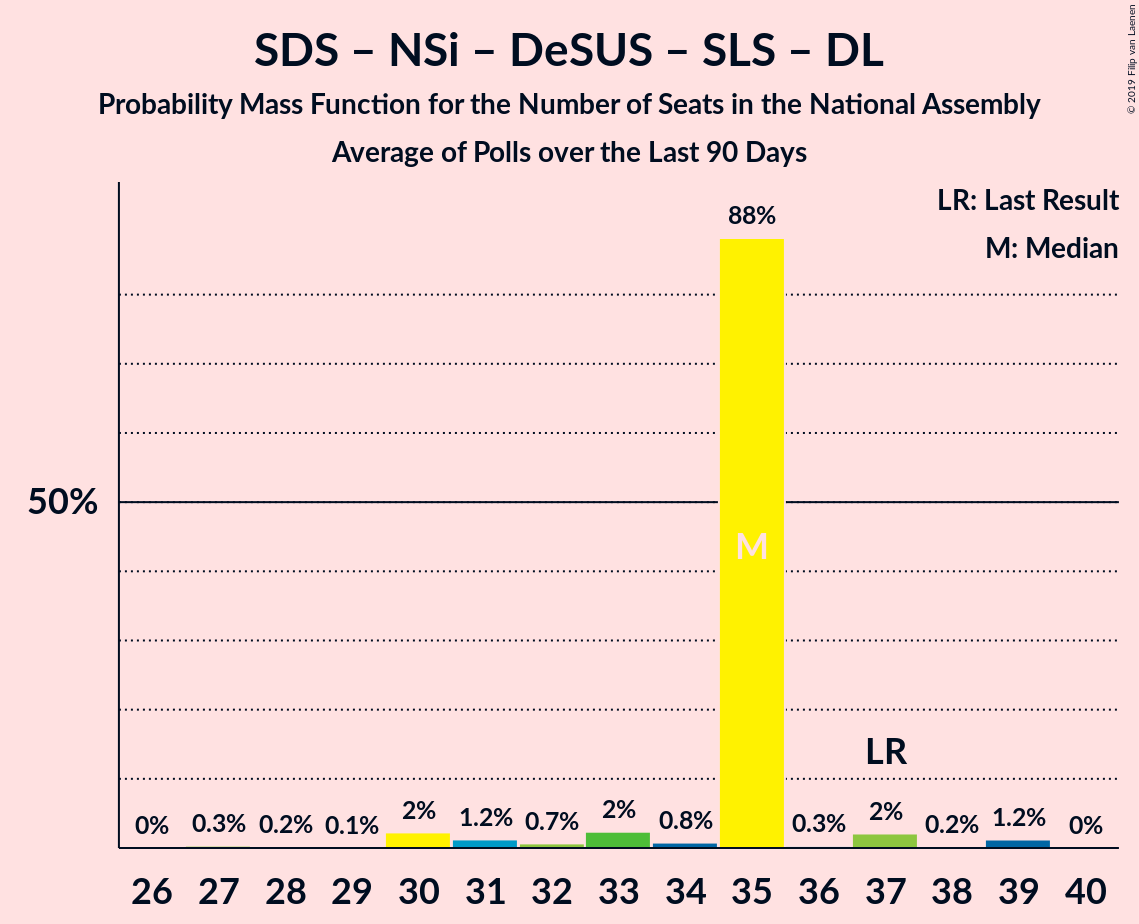 SDS – NSi – DeSUS – SLS – DL
Probability Mass Function for the Number of Seats in the National Assembly
Average of Polls over the Last 90 Days
© 2019 Filip van Laenen
LR: Last Result
M: Median
88%
50%
M
LR
0% 0.3% 0.2% 0.1% 2% 1.2% 0.7% 2% 0.8% 0.3% 2% 0.2% 1.2% 0%
26 27 28 29 30 31 32 33 34 35 36 37 38 39 40